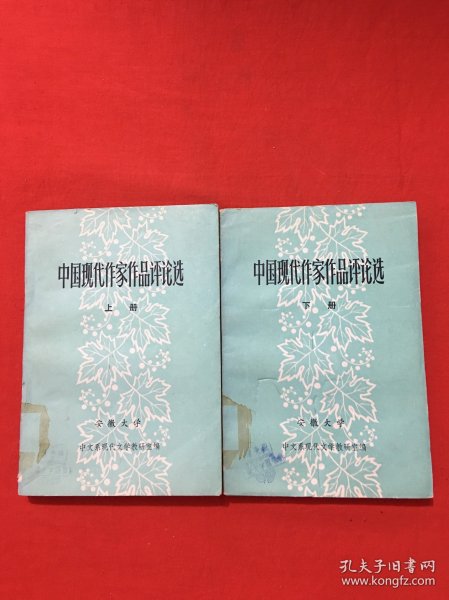 中国现代作家作品评论选
上册
安徽大学
中文系现代文学教研室编
中国现代作家作品评论选
下册
安徽大学
中文系现代文学教研室编
孔夫子旧书网
www.kongfz.com